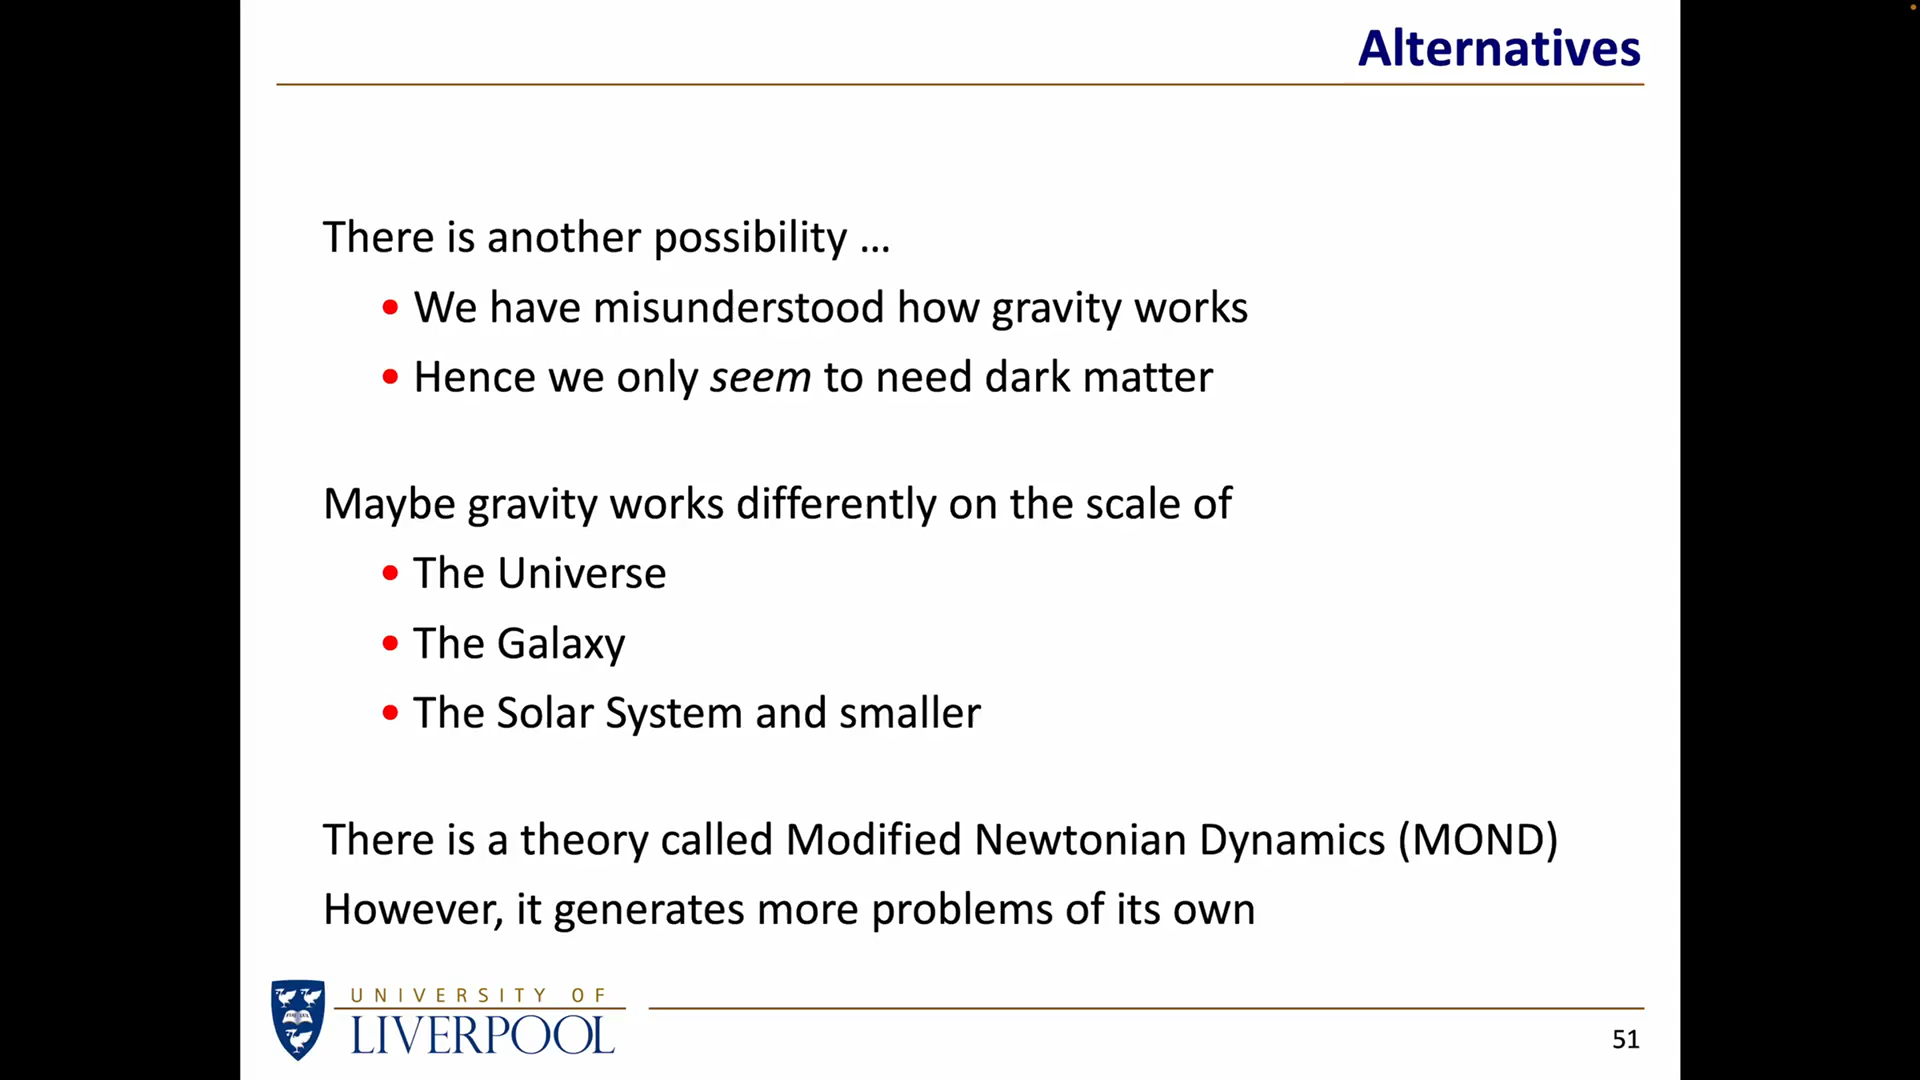 Alternatives
There is another possibility ...
• We have misunderstood how gravity works
• Hence we only seem to need dark matter
Maybe gravity works differently on the scale of
• The Universe
• The Galaxy
• The Solar System and smaller
There is a theory called Modified Newtonian Dynamics (MOND)
However, it generates more problems of its own
UNIVERSITY OF
LIVERPOOL
51